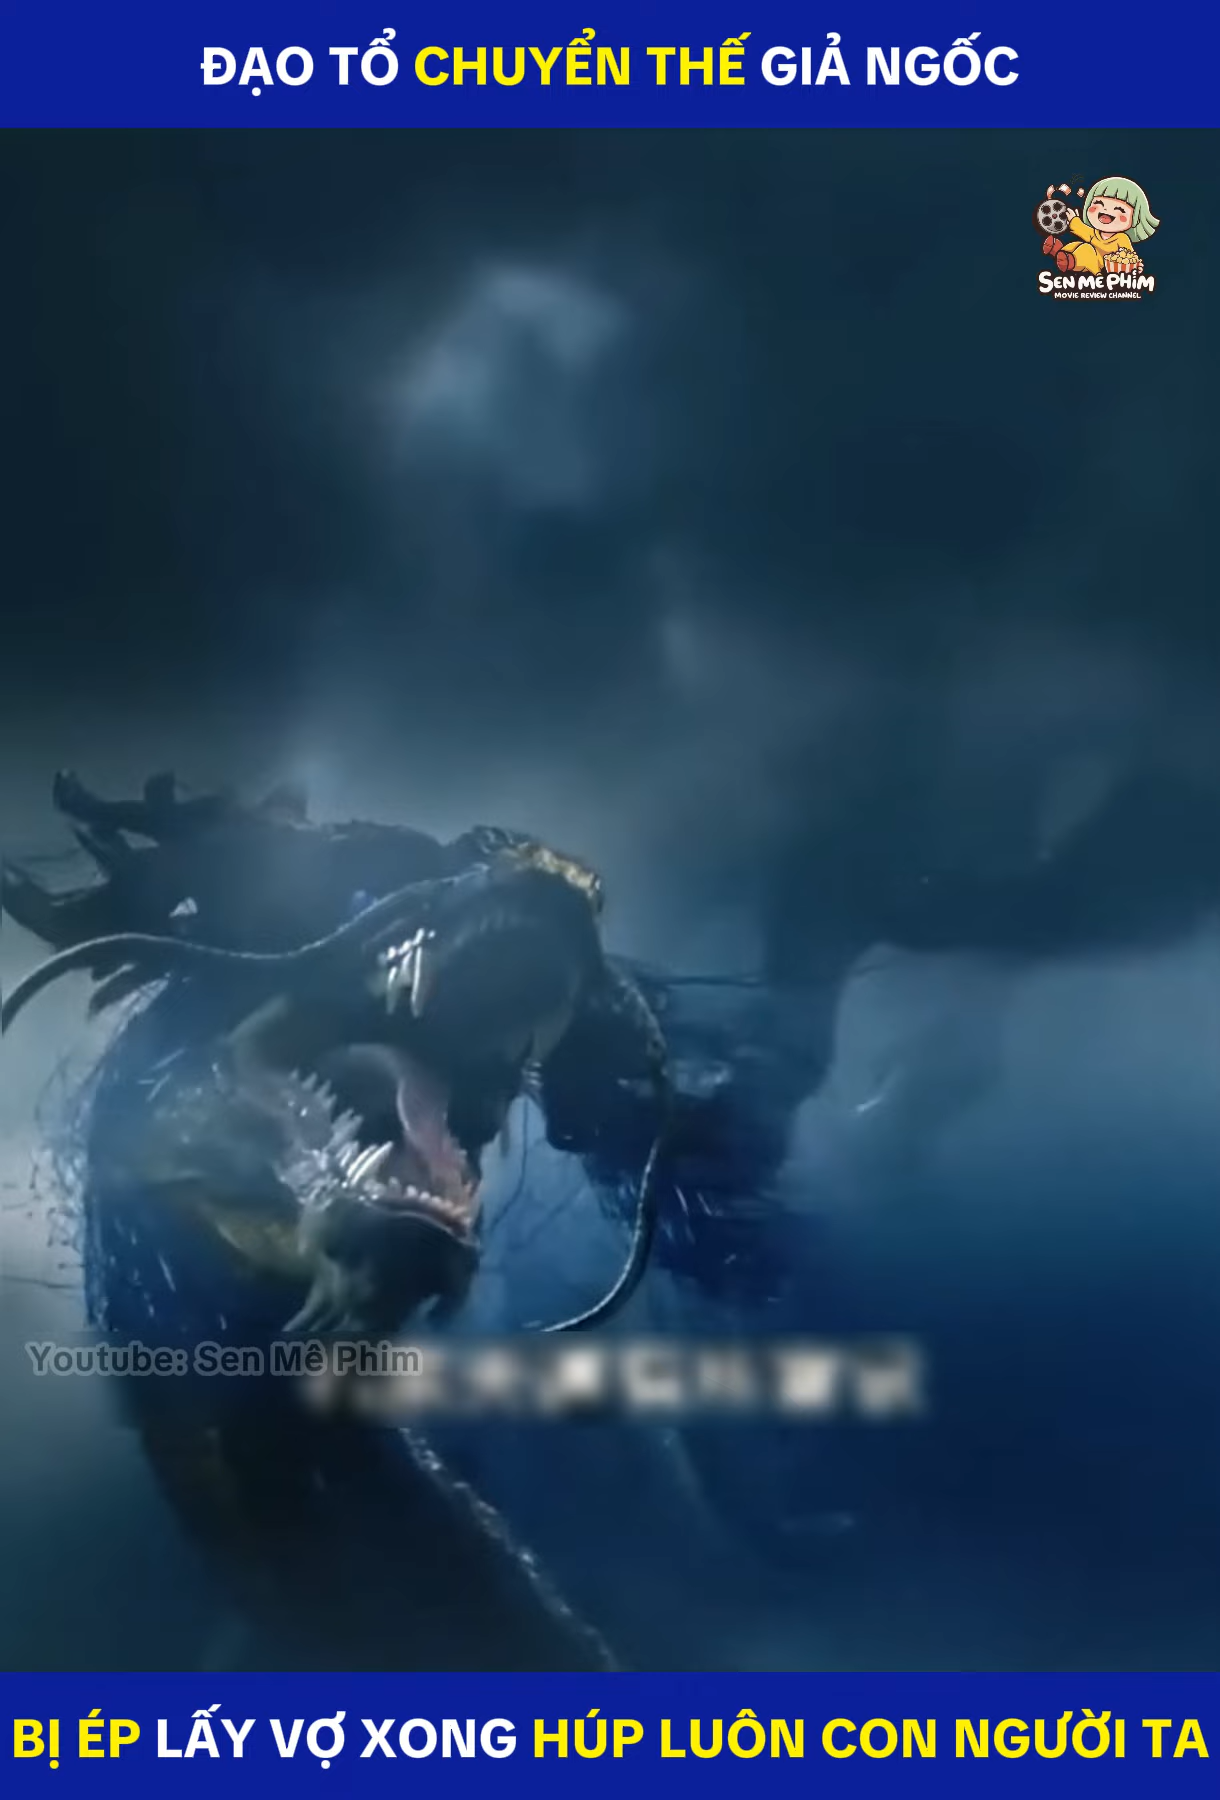 ĐẠO TỔ CHUYỂN THẾ GIẢ NGỐC
SEN MÊ PHIM
MOVIE REVIEW CHANNEL
Youtube: Sen Mê Phim
BỊ ÉP LẤY VỢ XONG HÚP LUÔN CON NGƯỜI TA